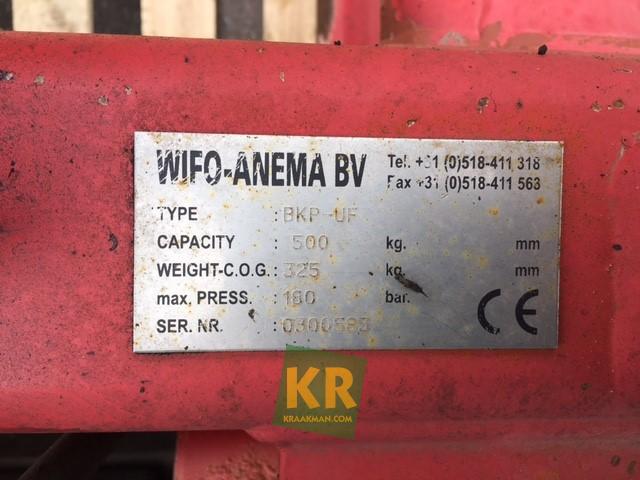 WIFO-ANEMA BV
Tel. +31 (0)518-411 318
Fax +31 (0)518-411 563
TYPE : BKP-UF
CAPACITY : 500 kg. mm
WEIGHT-C.O.G.: 325 kg. mm
max. PRESS. : 180 bar.
SER. NR. : 0300583
CE
KR
KRAAKMAN.COM